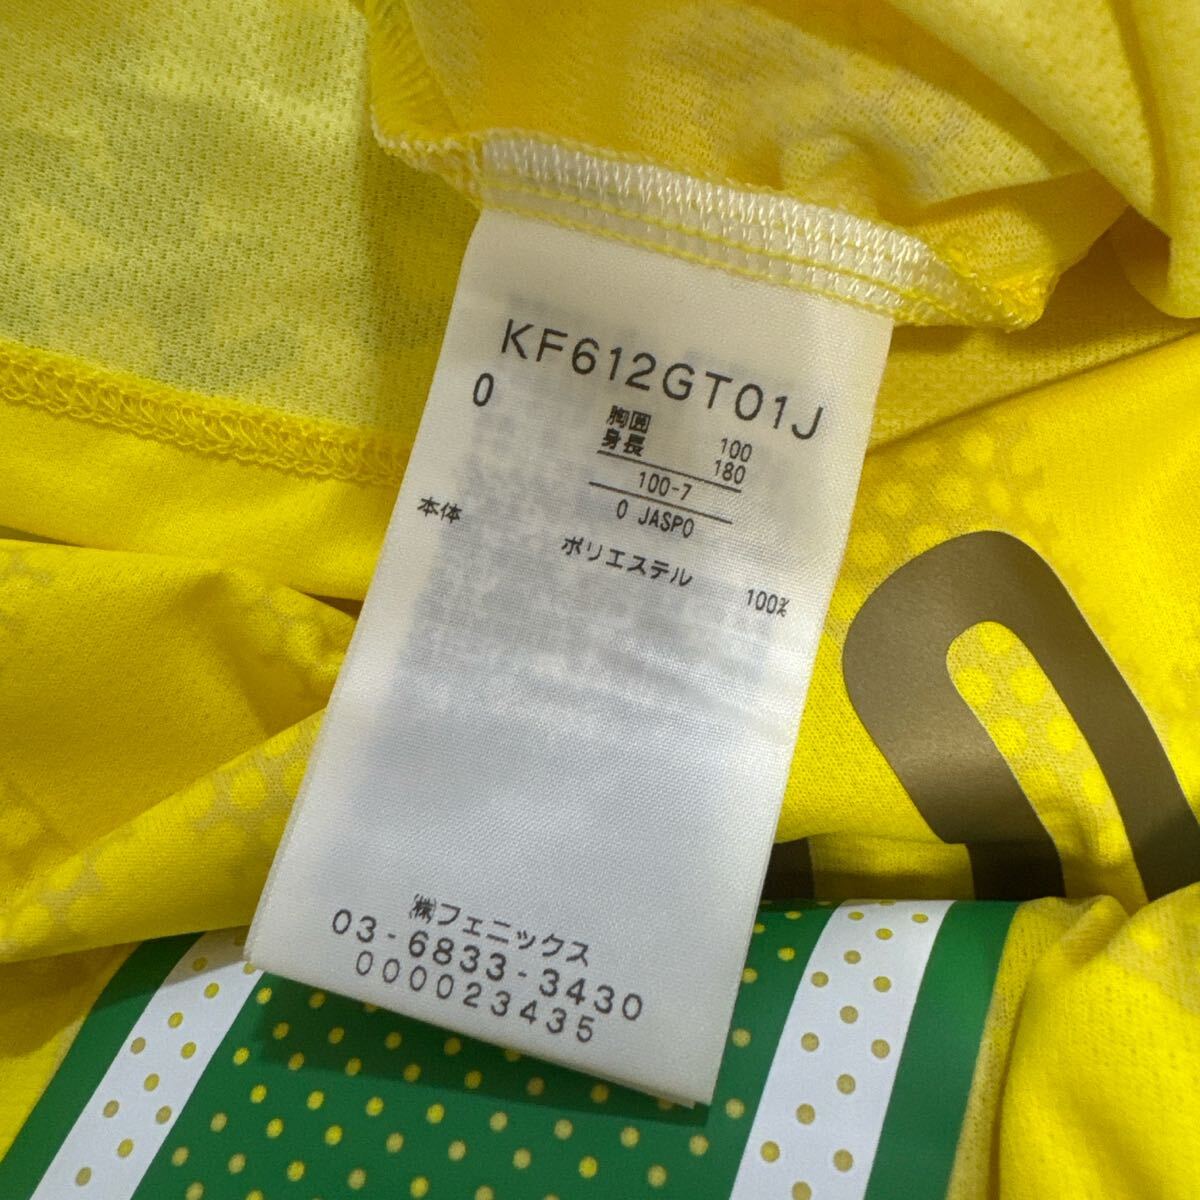 KF612GT01J
0
胸囲 100
身長 180
100-7
0 JASPO
本体
ポリエステル 100%
㈱フェニックス
03-6833-3430
000023435